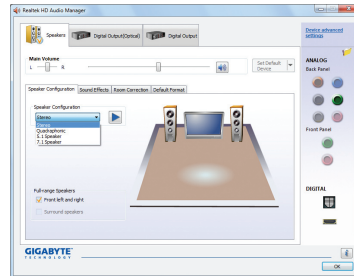 Realtek HD Audio Manager
Speakers
Digital Output(Optical)
Digital Output
Device advanced settings
Main Volume
L
R
Set Default Device
ANALOG
Back Panel
Speaker Configuration
Sound Effects
Room Correction
Default Format
Speaker Configuration
Stereo
Stereo
Quadraphonic
5.1 Speaker
7.1 Speaker
Front Panel
Full-range Speakers
Front left and right
Surround speakers
DIGITAL
GIGABYTE
TECHNOLOGY
i
OK